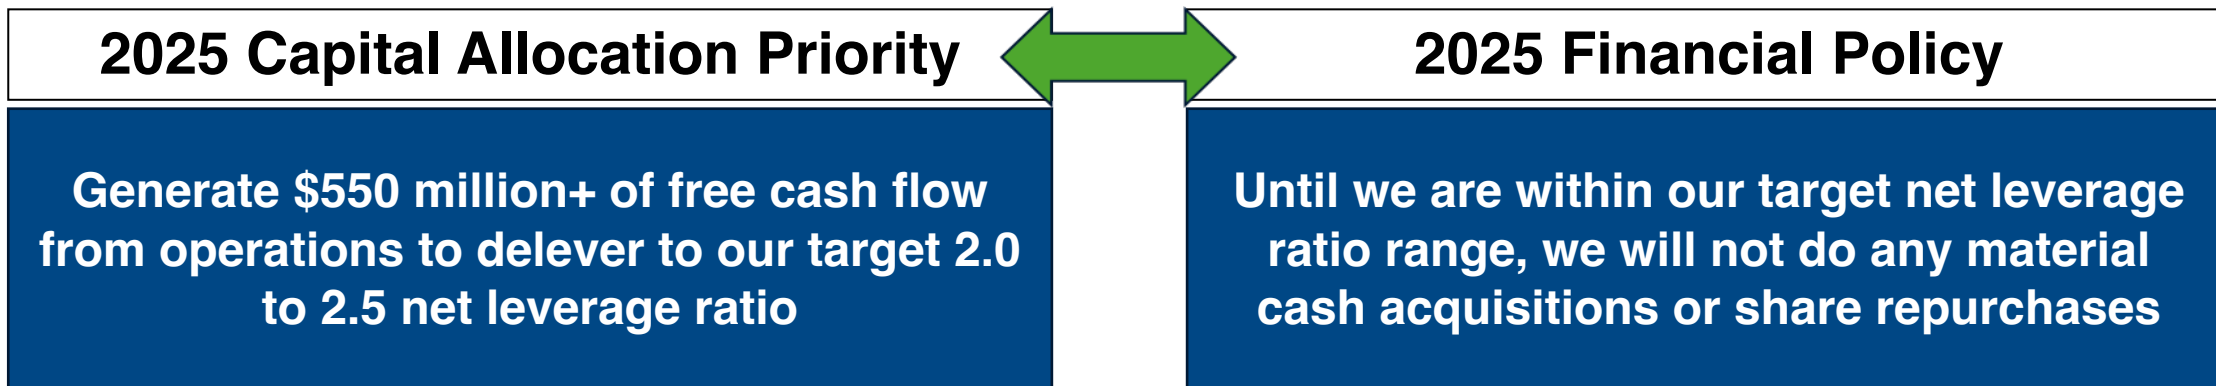 2025 Capital Allocation Priority
Generate $550 million+ of free cash flow
from operations to delever to our target 2.0
to 2.5 net leverage ratio
2025 Financial Policy
Until we are within our target net leverage
ratio range, we will not do any material
cash acquisitions or share repurchases